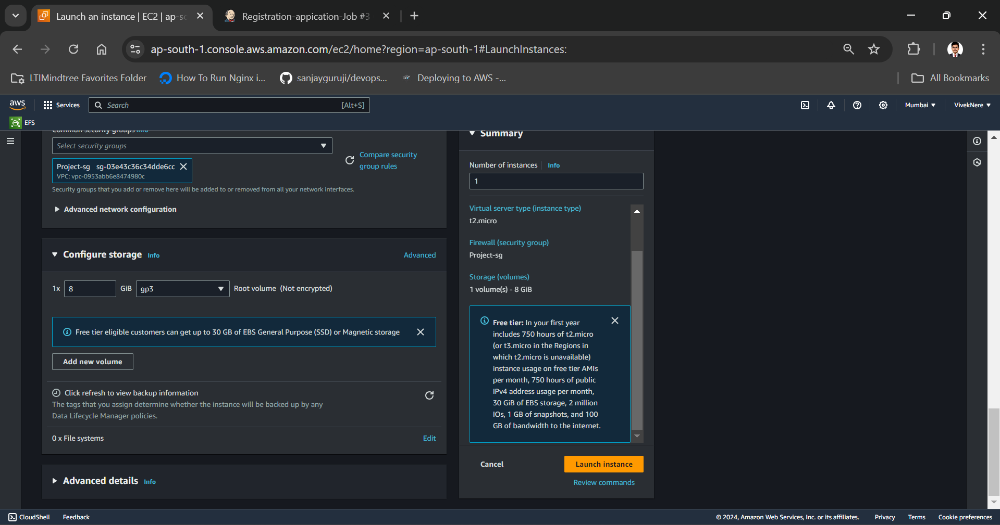 Launch an instance | EC2 | ap-sc
Registration-appication-Job #3
ap-south-1.console.aws.amazon.com/ec2/home?region=ap-south-1#LaunchInstances:
LTIMindtree Favorites Folder
How To Run Nginx i...
sanjayguruji/devops...
Deploying to AWS -...
All Bookmarks
aws
Services
Search
[Alt+S]
Mumbai
VivekNere
EFS
Common security groups Info
Select security groups
Project-sg sg-03e43c36c34dde6cc
VPC: vpc-0953abb6e8474980c
Compare security
group rules
Security groups that you add or remove here will be added to or removed from all your network interfaces.
Advanced network configuration
Configure storage Info
Advanced
1x 8 GiB gp3 Root volume (Not encrypted)
Free tier eligible customers can get up to 30 GB of EBS General Purpose (SSD) or Magnetic storage
Add new volume
Click refresh to view backup information
The tags that you assign determine whether the instance will be backed up by any
Data Lifecycle Manager policies.
0 x File systems
Edit
Advanced details Info
Summary
Number of instances Info
1
Virtual server type (instance type)
t2.micro
Firewall (security group)
Project-sg
Storage (volumes)
1 volume(s) - 8 GiB
Free tier: In your first year
includes 750 hours of t2.micro
(or t3.micro in the Regions in
which t2.micro is unavailable)
instance usage on free tier AMIs
per month, 750 hours of public
IPv4 address usage per month,
30 GiB of EBS storage, 2 million
IOs, 1 GB of snapshots, and 100
GB of bandwidth to the internet.
Cancel
Launch instance
Review commands
CloudShell
Feedback
© 2024, Amazon Web Services, Inc. or its affiliates.
Privacy
Terms
Cookie preferences